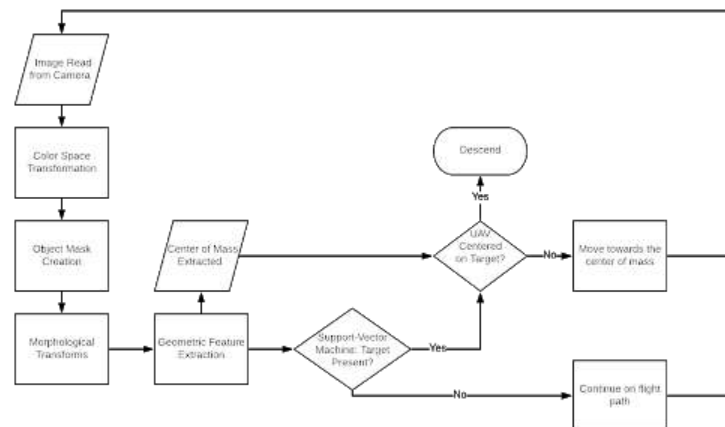 Image Read
from Camera
Color Space
Transformation
Descend
Yes
Object Mask
Creation
Center of Mass
Extracted
UAV
Centered
on Target?
No
Move towards the
center of mass
Morphological
Transforms
Geometric Feature
Extraction
Support-Vector
Machine: Target
Present?
Yes
No
Continue on flight
path